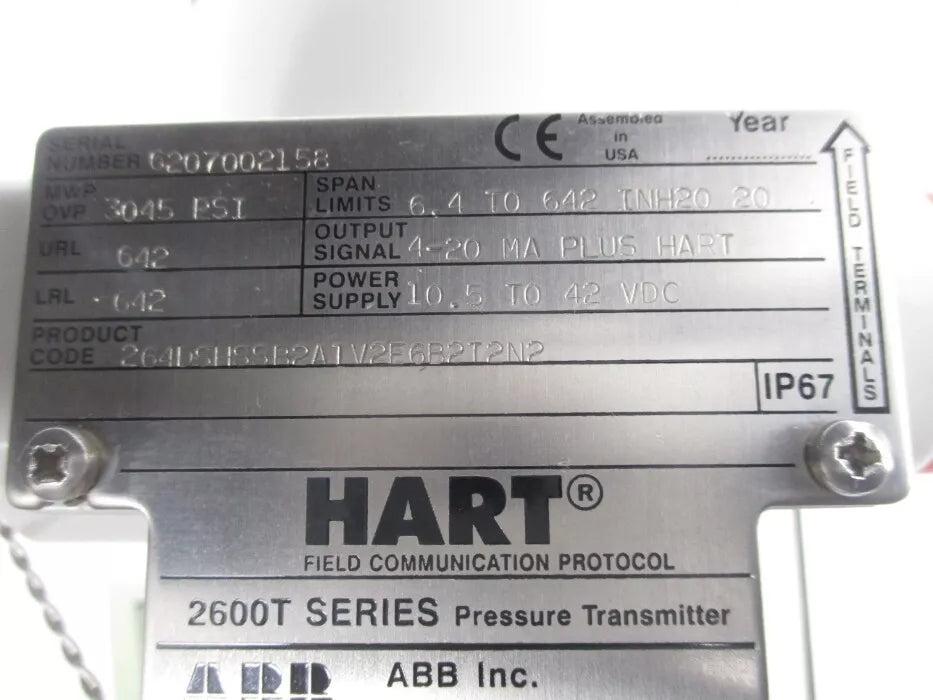 SERIAL NUMBER 6207002158
CE Assembled in USA
Year
MWP OVP 3045 PSI
SPAN LIMITS 6.4 TO 642 INH20 20
URL 642
OUTPUT SIGNAL 4-20 MA PLUS HART
LRL -642
POWER SUPPLY 10.5 TO 42 VDC
PRODUCT CODE 264DSHSSB2A1V2E6B2T2N2
IP67
FIELD TERMINALS
HART®
FIELD COMMUNICATION PROTOCOL
2600T SERIES Pressure Transmitter
ABB ABB Inc.